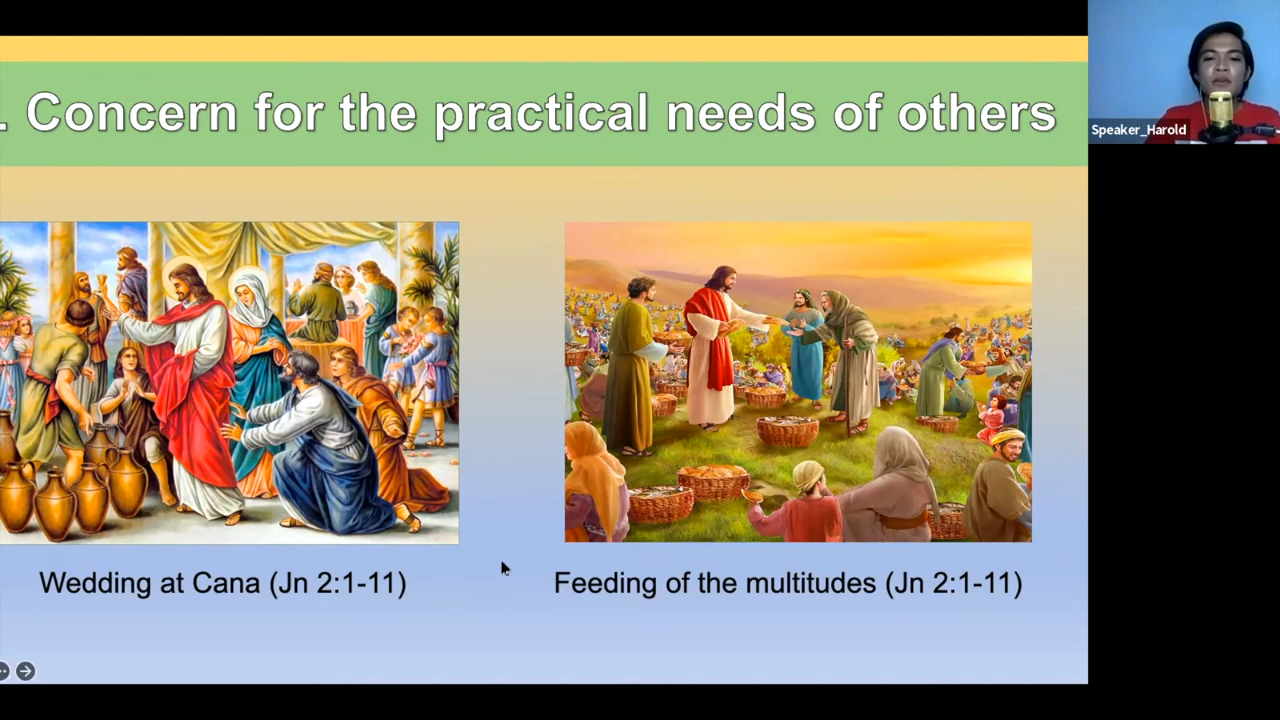 . Concern for the practical needs of others
Speaker_Harold
Wedding at Cana (Jn 2:1-11)
Feeding of the multitudes (Jn 2:1-11)